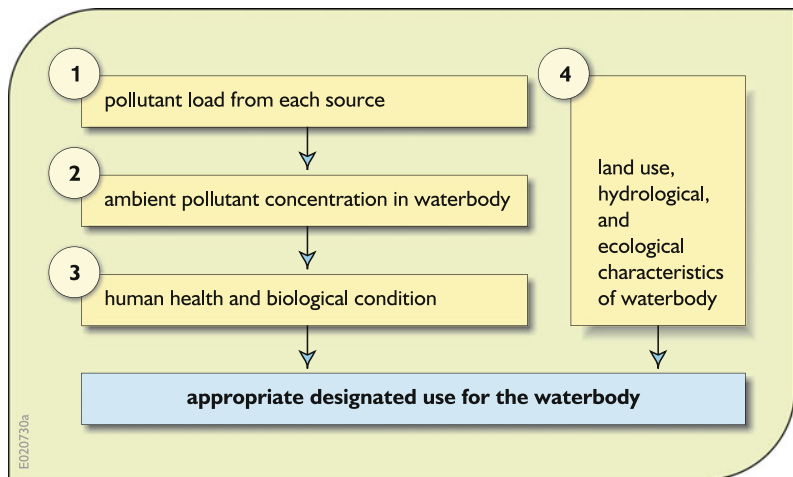 1
pollutant load from each source
2
ambient pollutant concentration in waterbody
3
human health and biological condition
4
land use,
hydrological,
and
ecological
characteristics
of waterbody
appropriate designated use for the waterbody
E020730a